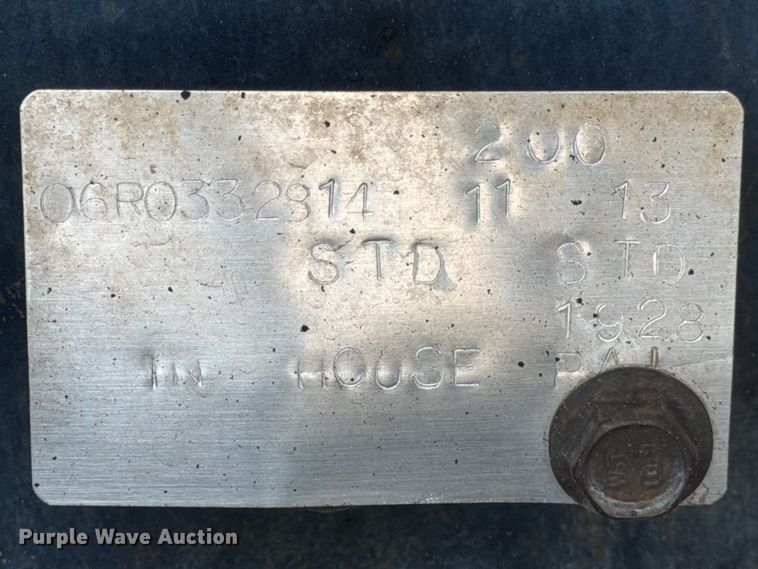 200
06R0332814 11 13
STD STD
1928
IN HOUSE
Purple Wave Auction